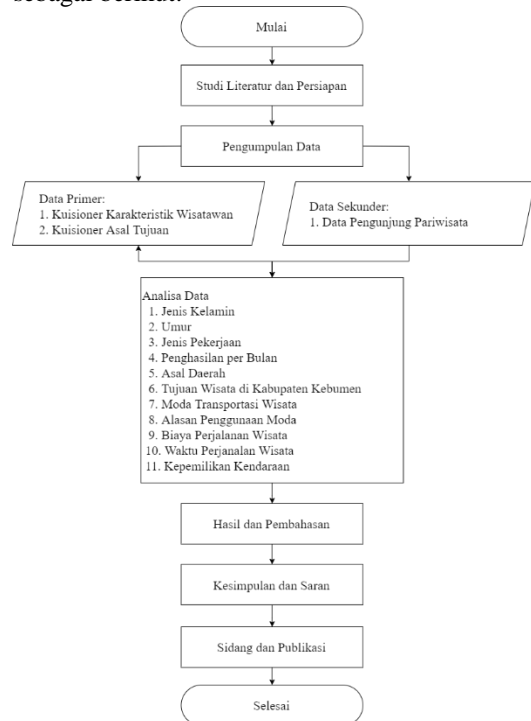 sebagai berikut:
Mulai
Studi Literatur dan Persiapan
Pengumpulan Data
Data Primer:
1. Kuisioner Karakteristik Wisatawan
2. Kuisioner Asal Tujuan
Data Sekunder:
1. Data Pengunjung Pariwisata
Analisa Data
1. Jenis Kelamin
2. Umur
3. Jenis Pekerjaan
4. Penghasilan per Bulan
5. Asal Daerah
6. Tujuan Wisata di Kabupaten Kebumen
7. Moda Transportasi Wisata
8. Alasan Penggunaan Moda
9. Biaya Perjalanan Wisata
10. Waktu Perjanalan Wisata
11. Kepemilikan Kendaraan
Hasil dan Pembahasan
Kesimpulan dan Saran
Sidang dan Publikasi
Selesai